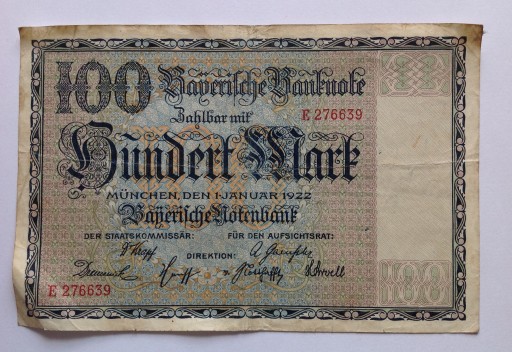 100 Bayerische Banknote
Zahlbar mit
E 276639
Hundert Mark
MÜNCHEN, DEN 1. JANUAR 1922
Bayerische Notenbank
DER STAATSKOMMISSÄR: FÜR DEN AUFSICHTSRAT:
DIREKTION:
E 276639
100